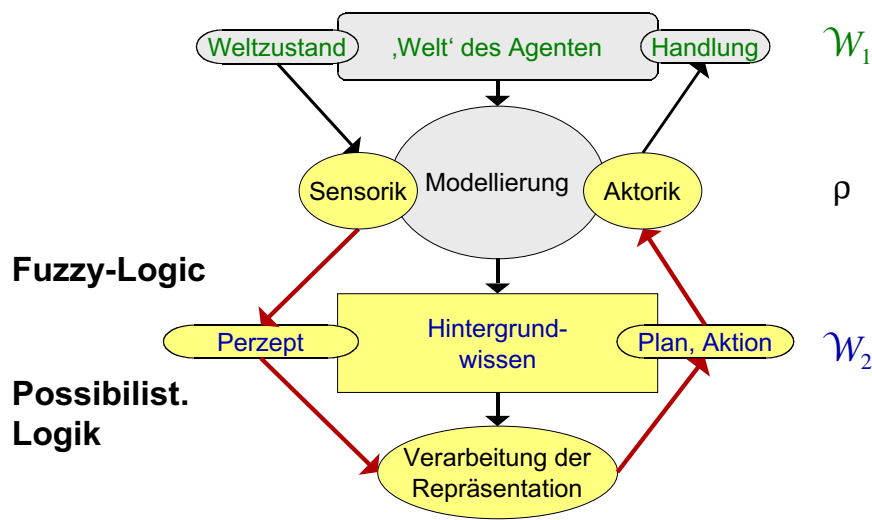 Weltzustand
‚Welt‘ des Agenten
Handlung
𝒲1
Sensorik
Modellierung
Aktorik
ρ
Fuzzy-Logic
Perzept
Hintergrund-
wissen
Plan, Aktion
𝒲2
Possibilist.
Logik
Verarbeitung der
Repräsentation